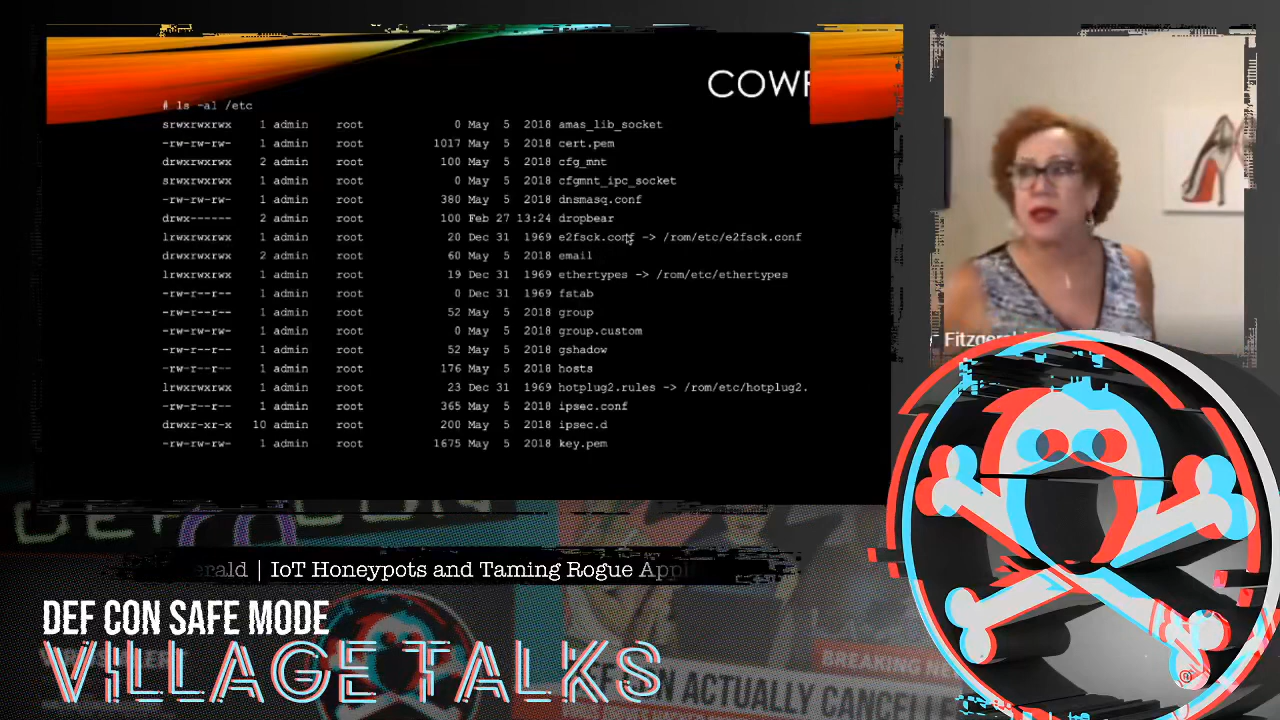 COWR
# ls -al /etc
srwxrwxrwx 1 admin root 0 May 5 2018 amas_lib_socket
-rw-rw-rw- 1 admin root 1017 May 5 2018 cert.pem
drwxrwxrwx 2 admin root 100 May 5 2018 cfg_mnt
srwxrwxrwx 1 admin root 0 May 5 2018 cfgmnt_ipc_socket
-rw-rw-rw- 1 admin root 380 May 5 2018 dnsmasq.conf
drwx------ 2 admin root 100 Feb 27 13:24 dropbear
lrwxrwxrwx 1 admin root 20 Dec 31 1969 e2fsck.conf -> /rom/etc/e2fsck.conf
drwxrwxrwx 2 admin root 60 May 5 2018 email
lrwxrwxrwx 1 admin root 19 Dec 31 1969 ethertypes -> /rom/etc/ethertypes
-rw-r--r-- 1 admin root 0 Dec 31 1969 fstab
-rw-r--r-- 1 admin root 52 May 5 2018 group
-rw-rw-rw- 1 admin root 0 May 5 2018 group.custom
-rw-r--r-- 1 admin root 52 May 5 2018 gshadow
-rw-r--r-- 1 admin root 176 May 5 2018 hosts
lrwxrwxrwx 1 admin root 23 Dec 31 1969 hotplug2.rules -> /rom/etc/hotplug2.
-rw-r--r-- 1 admin root 365 May 5 2018 ipsec.conf
drwxr-xr-x 10 admin root 200 May 5 2018 ipsec.d
-rw-rw-rw- 1 admin root 1675 May 5 2018 key.pem
Fitzgera
DEF CON
erald | IoT Honeypots and Taming Rogue Appl
DEF CON SAFE MODE
VILLAGE TALKS
BREAKING NE
EF CON ACTUALLY CANCELLE
®